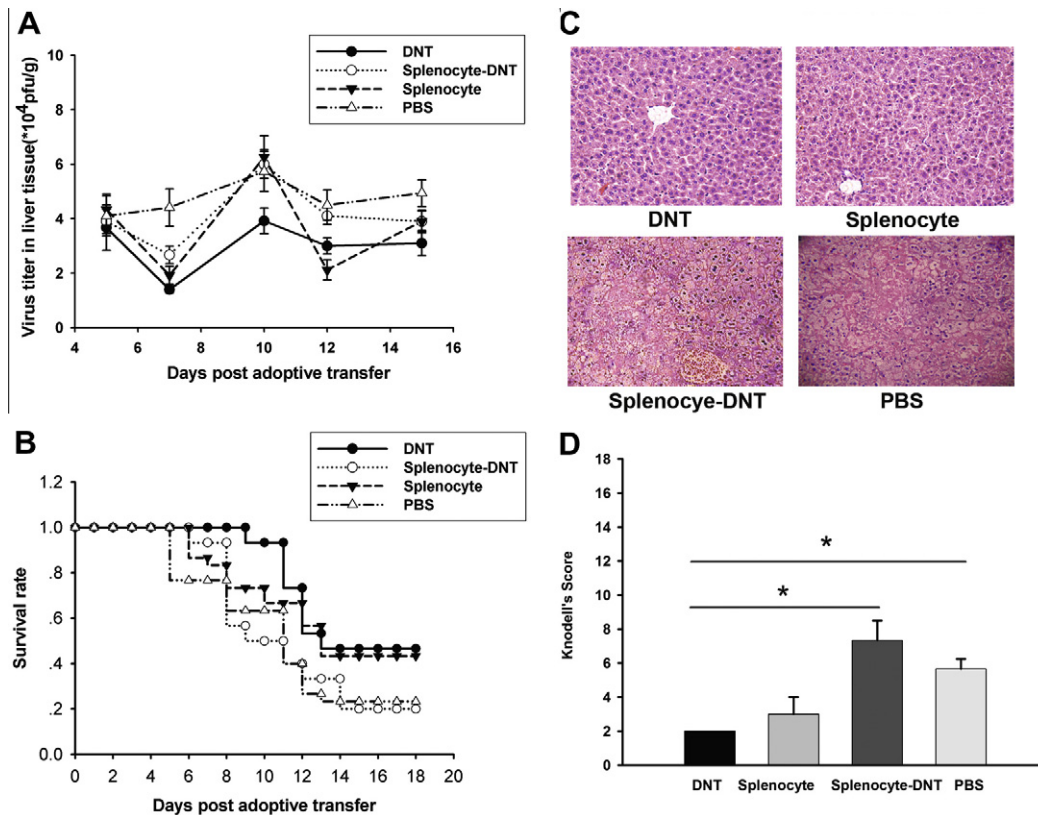 A
DNT
Splenocyte-DNT
Splenocyte
PBS
Virus titer in liver tissue(*10⁴pfu/g)
10
8
6
4
2
0
4 6 8 10 12 14 16
Days post adoptive transfer
B
DNT
Splenocyte-DNT
Splenocyte
PBS
Survival rate
1.2
1.0
.8
.6
.4
.2
0.0
0 2 4 6 8 10 12 14 16 18 20
Days post adoptive transfer
C
DNT Splenocyte
Splenocye-DNT PBS
D
Knodell's Score
18
16
14
12
10
8
6
4
2
0
*
*
DNT Splenocyte Splenocyte-DNT PBS